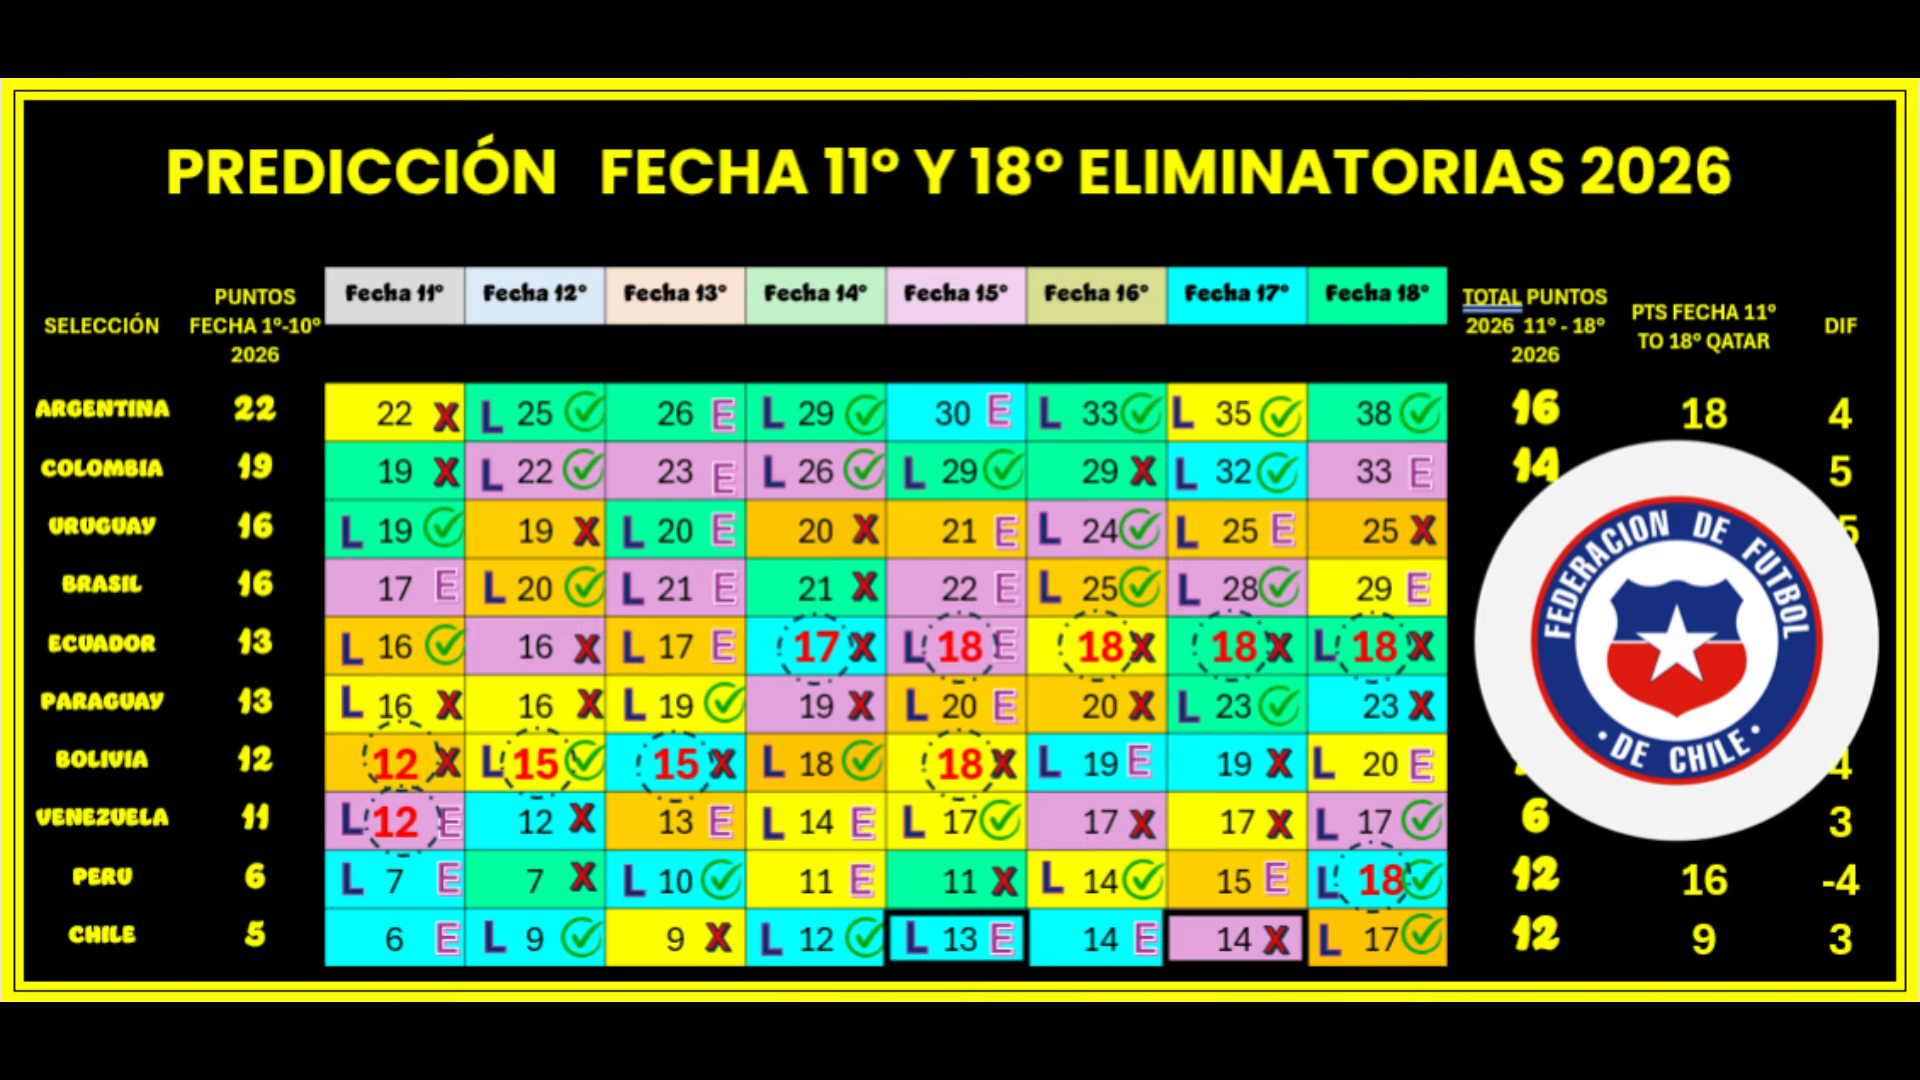 PREDICCIÓN FECHA 11° Y 18° ELIMINATORIAS 2026
SELECCIÓN PUNTOS FECHA 1°-10° 2026 Fecha 11° Fecha 12° Fecha 13° Fecha 14° Fecha 15° Fecha 16° Fecha 17° Fecha 18° TOTAL PUNTOS 2026 11° - 18° 2026 PTS FECHA 11° TO 18° QATAR DIF
ARGENTINA 22 22 X L 25 26 E L 29 30 E L 33 L 35 38 16 18 4
COLOMBIA 19 19 X L 22 23 E L 26 L 29 29 X L 32 33 E 14 5
URUGUAY 16 L 19 19 X L 20 E 20 X 21 E L 24 L 25 E 25 X 5
BRASIL 16 17 E L 20 L 21 E 21 X 22 E L 25 L 28 29 E
ECUADOR 13 L 16 16 X L 17 E 17 X L 18 E 18 X 18 X L 18 X
PARAGUAY 13 L 16 X 16 X L 19 19 X L 20 E 20 X L 23 23 X
BOLIVIA 12 12 X L 15 15 X L 18 18 X L 19 E 19 X L 20 E 4
VENEZUELA 11 L 12 E 12 X 13 E L 14 E L 17 17 X 17 X L 17 6 3
PERU 6 L 7 E 7 X L 10 11 E 11 X L 14 15 E L 18 12 16 -4
CHILE 5 6 E L 9 9 X L 12 L 13 E 14 E 14 X L 17 12 9 3
FEDERACION DE FUTBOL
• DE CHILE •